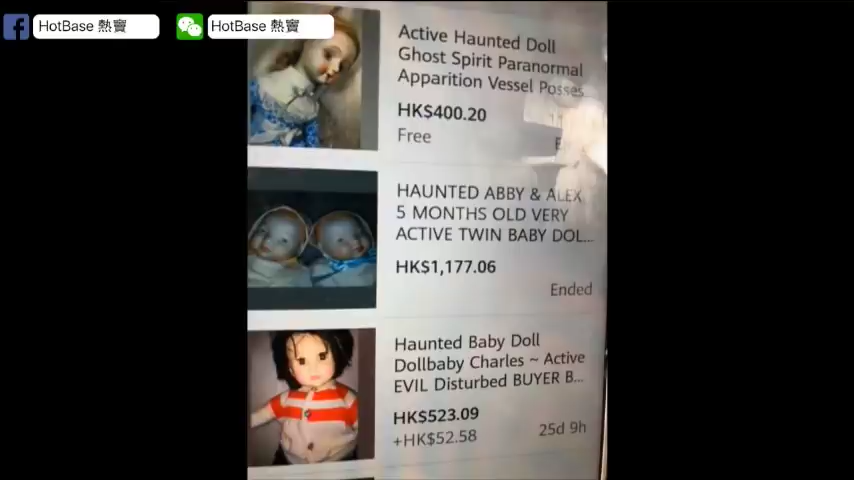 HotBase 熱竇
HotBase 熱竇
Active Haunted Doll
Ghost Spirit Paranormal
Apparition Vessel Posses...
HK$400.20
Free
HAUNTED ABBY & ALEX
5 MONTHS OLD VERY
ACTIVE TWIN BABY DOL...
HK$1,177.06
Ended
Haunted Baby Doll
Dollbaby Charles ~ Active
EVIL Disturbed BUYER B...
HK$523.09
+HK$52.58
25d 9h